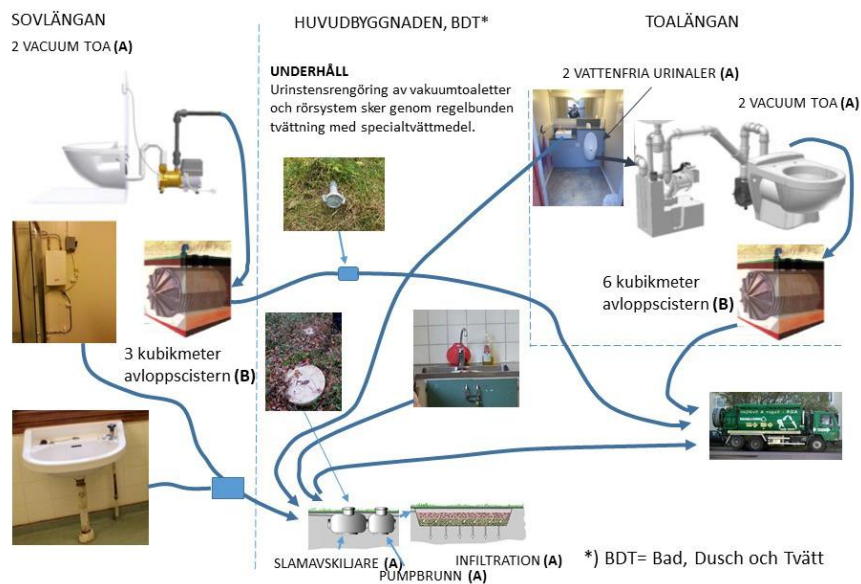 SOVLÄNGAN
HUVUDBYGGNADEN, BDT*
TOALÄNGAN
2 VACUUM TOA (A)
UNDERHÅLL
Urinstensrengöring av vakuumtoaletter
och rörsystem sker genom regelbunden
tvättning med specialtvättmedel.
2 VATTENFRIA URINALER (A)
2 VACUUM TOA (A)
3 kubikmeter
avloppscistern (B)
6 kubikmeter
avloppscistern (B)
SLAMAVSKILJARE (A)
PUMPBRUNN (A)
INFILTRATION (A)
*) BDT= Bad, Dusch och Tvätt